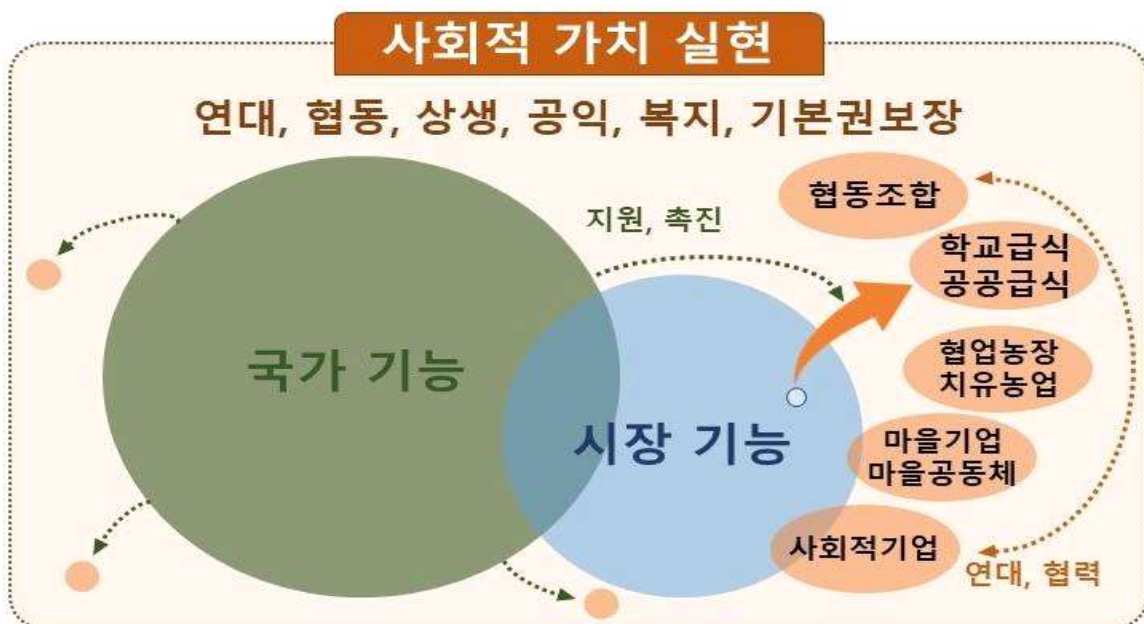 사회적 가치 실현
연대, 협동, 상생, 공익, 복지, 기본권보장
협동조합
지원, 촉진
학교급식
공공급식
국가 기능
협업농장
치유농업
시장 기능
마을기업
마을공동체
사회적기업
연대, 협력